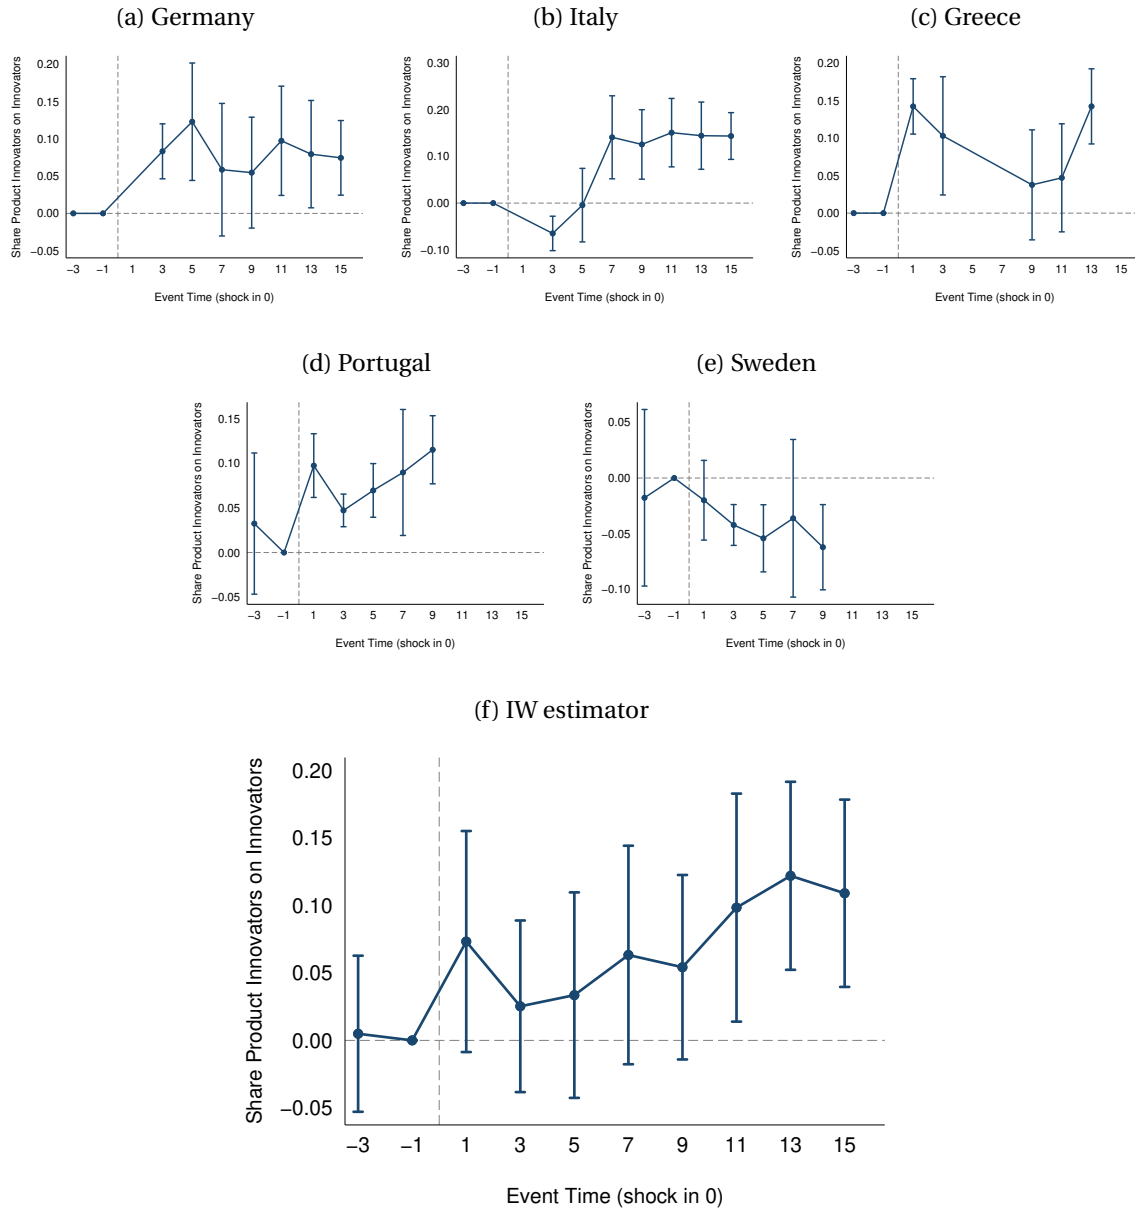 (a) Germany
(b) Italy
(c) Greece
Share Product Innovators on Innovators
0.20
0.15
0.10
0.05
0.00
−0.05
−3 −1 1 3 5 7 9 11 13 15
Event Time (shock in 0)
Share Product Innovators on Innovators
0.30
0.20
0.10
0.00
−0.10
−3 −1 1 3 5 7 9 11 13 15
Event Time (shock in 0)
Share Product Innovators on Innovators
0.20
0.15
0.10
0.05
0.00
−0.05
−3 −1 1 3 5 7 9 11 13 15
Event Time (shock in 0)
(d) Portugal
(e) Sweden
Share Product Innovators on Innovators
0.15
0.10
0.05
0.00
−0.05
−3 −1 1 3 5 7 9 11 13 15
Event Time (shock in 0)
Share Product Innovators on Innovators
0.05
0.00
−0.05
−0.10
−3 −1 1 3 5 7 9 11 13 15
Event Time (shock in 0)
(f) IW estimator
Share Product Innovators on Innovators
0.20
0.15
0.10
0.05
0.00
−0.05
−3 −1 1 3 5 7 9 11 13 15
Event Time (shock in 0)